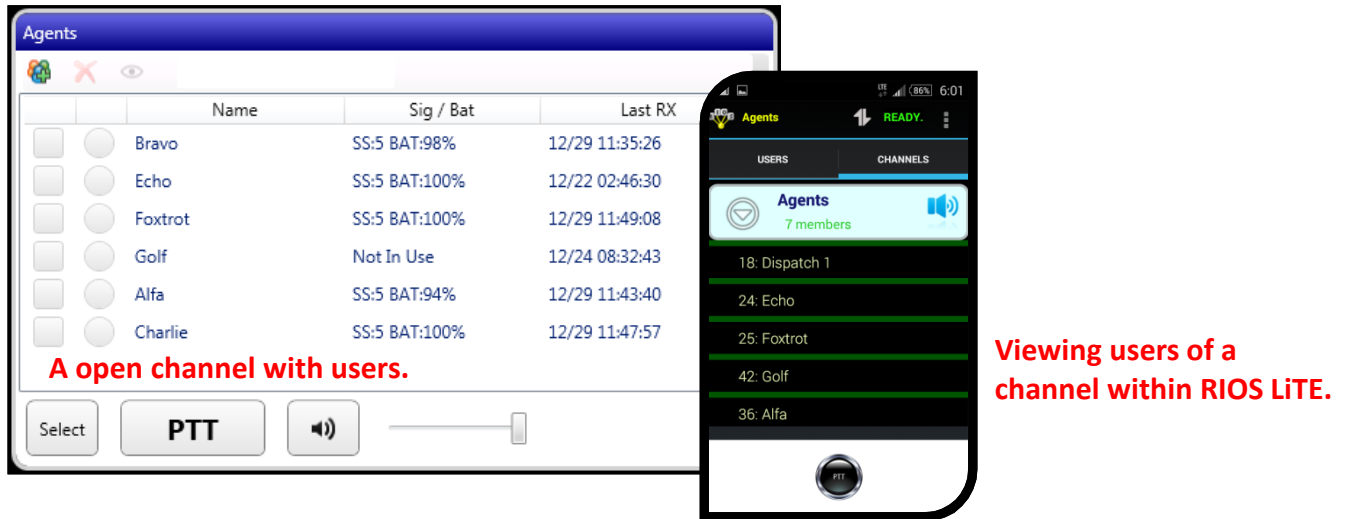 Agents
Name Sig / Bat Last RX
Bravo SS:5 BAT:98% 12/29 11:35:26
Echo SS:5 BAT:100% 12/22 02:46:30
Foxtrot SS:5 BAT:100% 12/29 11:49:08
Golf Not In Use 12/24 08:32:43
Alfa SS:5 BAT:94% 12/29 11:43:40
Charlie SS:5 BAT:100% 12/29 11:47:57
A open channel with users.
Select PTT
LTE 86% 6:01
Agents READY.
USERS CHANNELS
Agents
7 members
18: Dispatch 1
24: Echo
25: Foxtrot
42: Golf
36: Alfa
PTT
Viewing users of a
channel within RIOS LiTE.